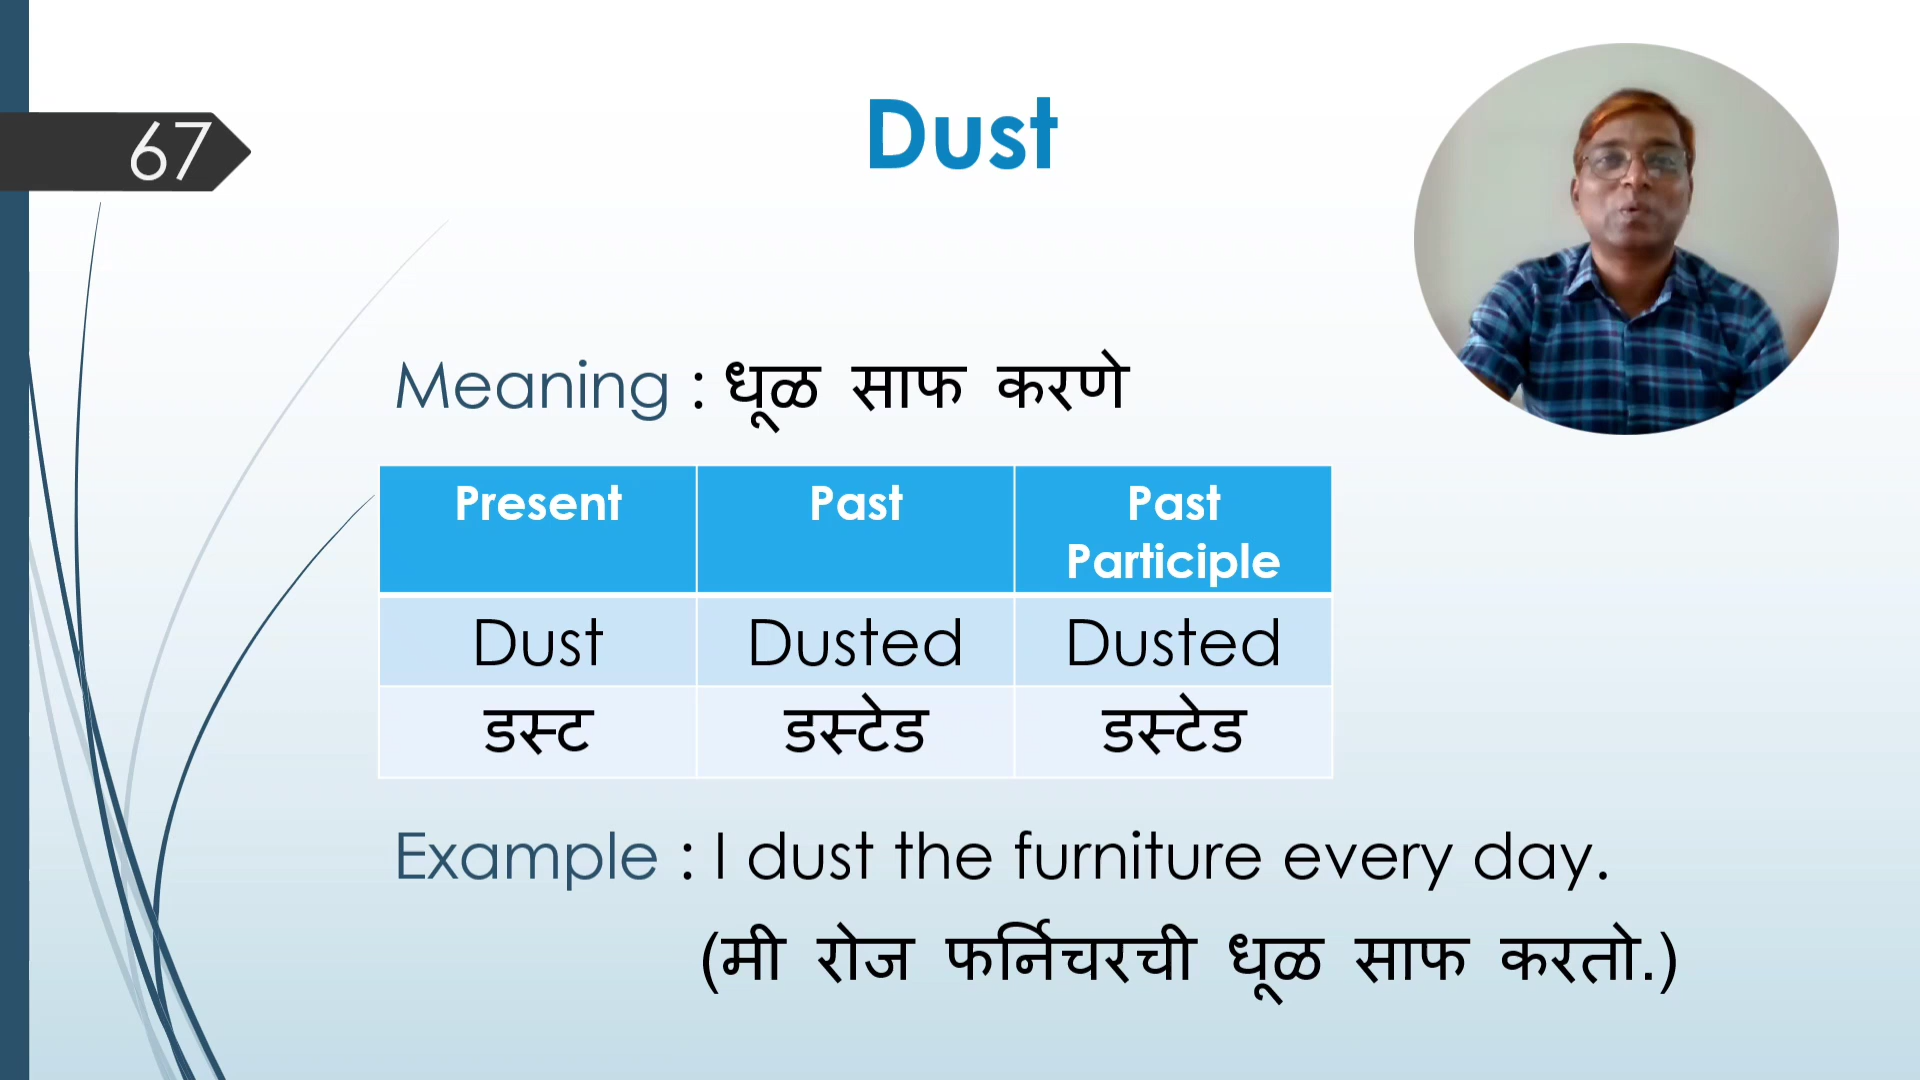 67
Dust
Meaning : धूळ साफ करणे
Present Past Past
Participle
Dust Dusted Dusted
डस्ट डस्टेड डस्टेड
Example : I dust the furniture every day.
(मी रोज फर्निचरची धूळ साफ करतो.)